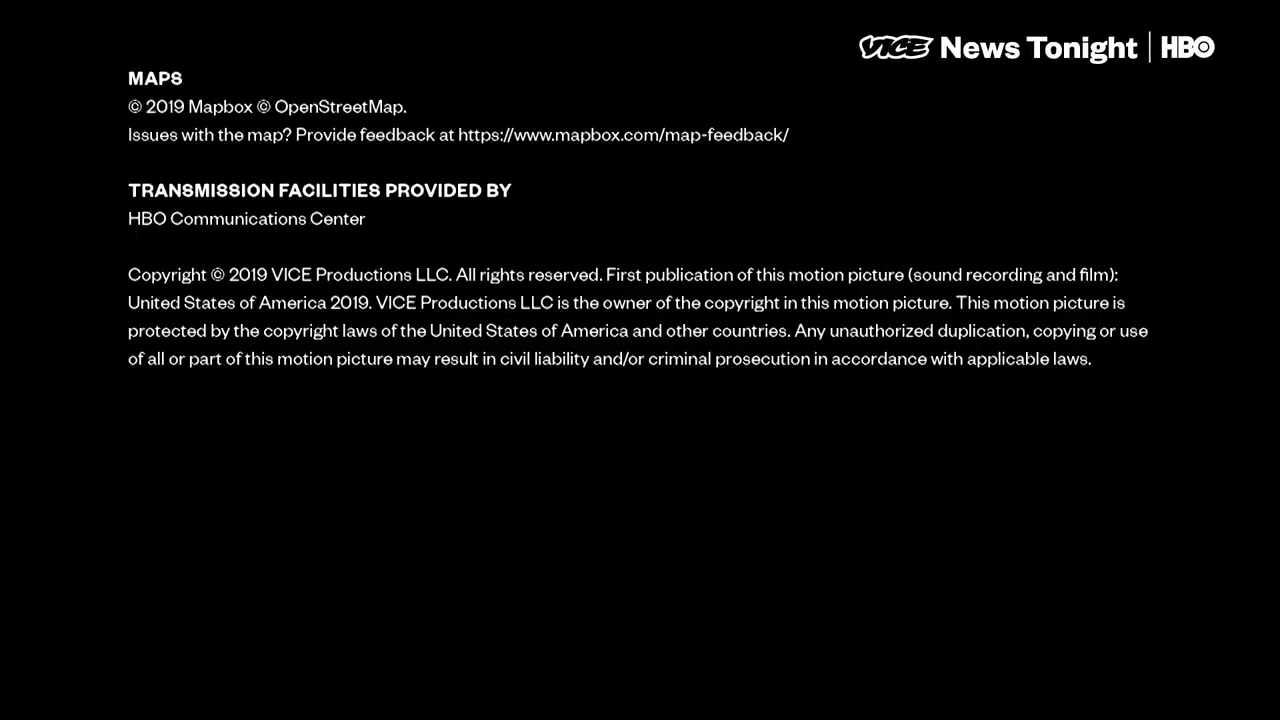 VICE News Tonight | HBO
MAPS
© 2019 Mapbox © OpenStreetMap.
Issues with the map? Provide feedback at https://www.mapbox.com/map-feedback/
TRANSMISSION FACILITIES PROVIDED BY
HBO Communications Center
Copyright © 2019 VICE Productions LLC. All rights reserved. First publication of this motion picture (sound recording and film):
United States of America 2019. VICE Productions LLC is the owner of the copyright in this motion picture. This motion picture is
protected by the copyright laws of the United States of America and other countries. Any unauthorized duplication, copying or use
of all or part of this motion picture may result in civil liability and/or criminal prosecution in accordance with applicable laws.